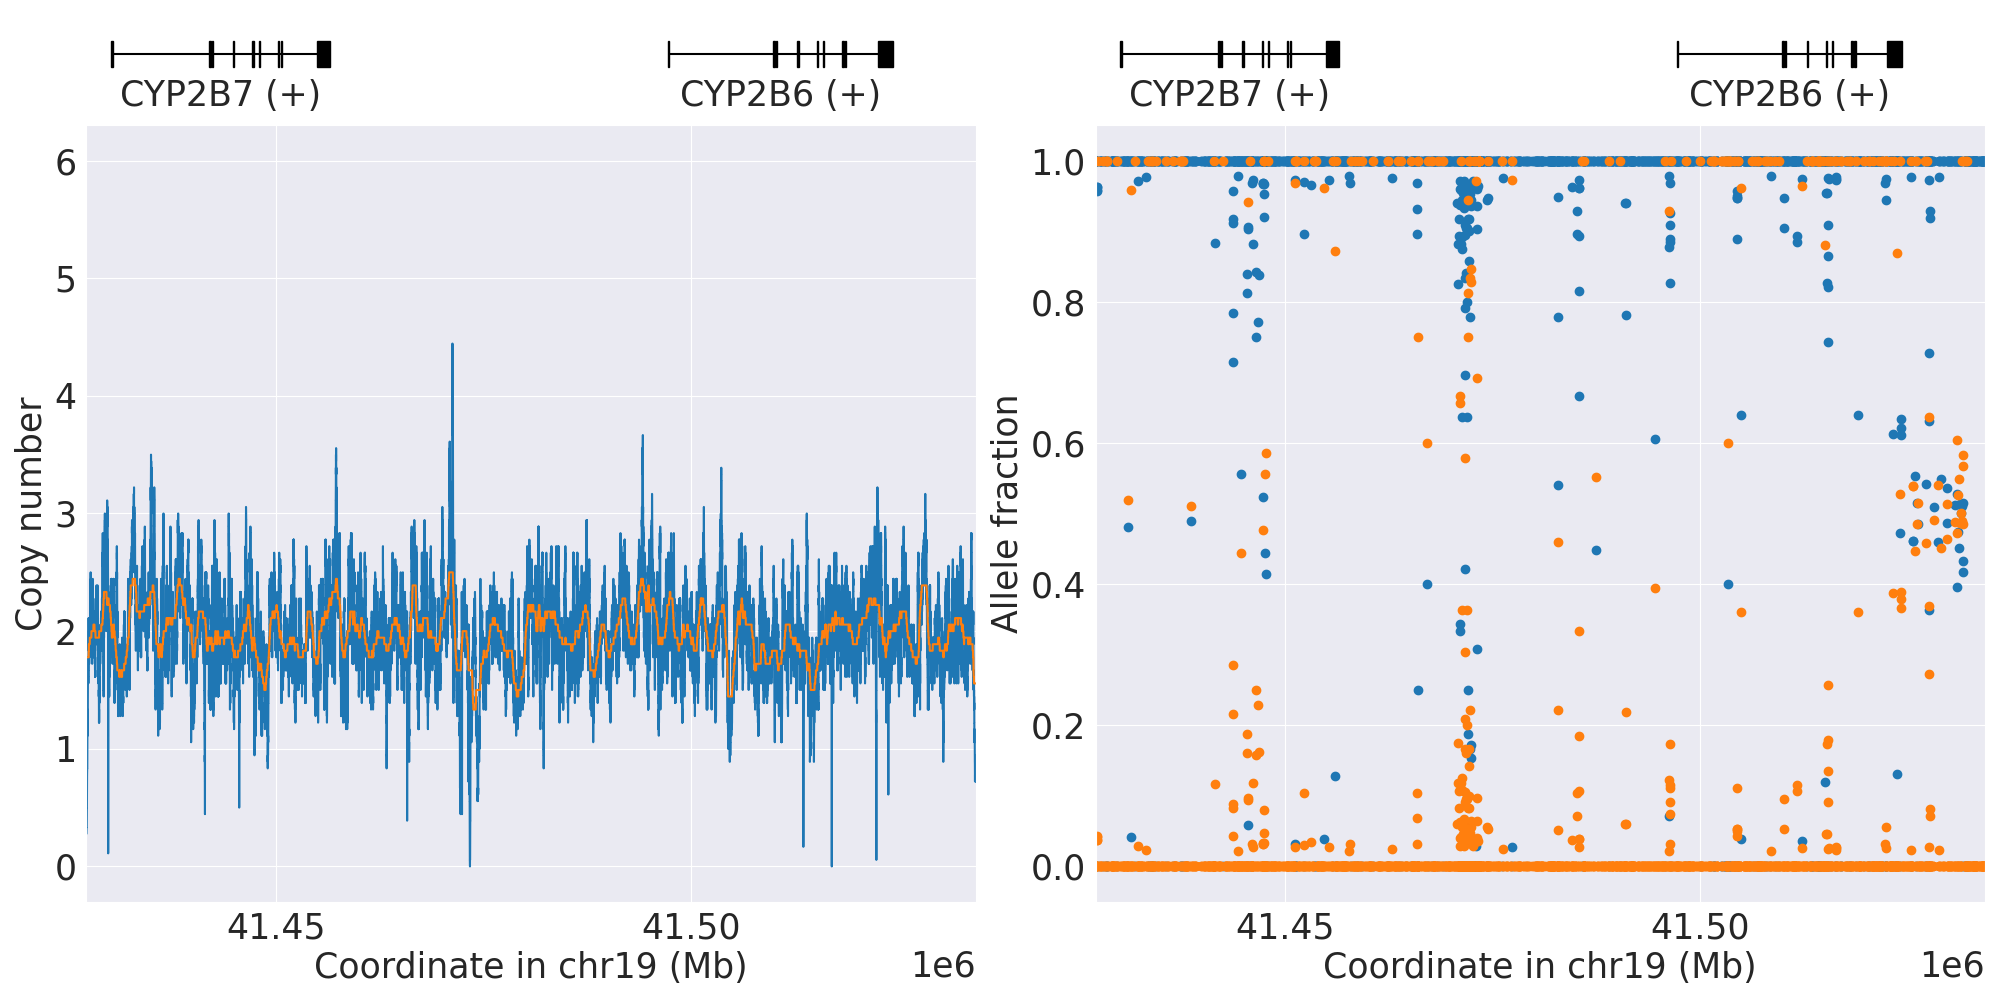 CYP2B7 (+)
CYP2B6 (+)
CYP2B7 (+)
CYP2B6 (+)
Copy number
6
5
4
3
2
1
0
41.45
41.50
Coordinate in chr19 (Mb)
1e6
Allele fraction
1.0
0.8
0.6
0.4
0.2
0.0
41.45
41.50
Coordinate in chr19 (Mb)
1e6